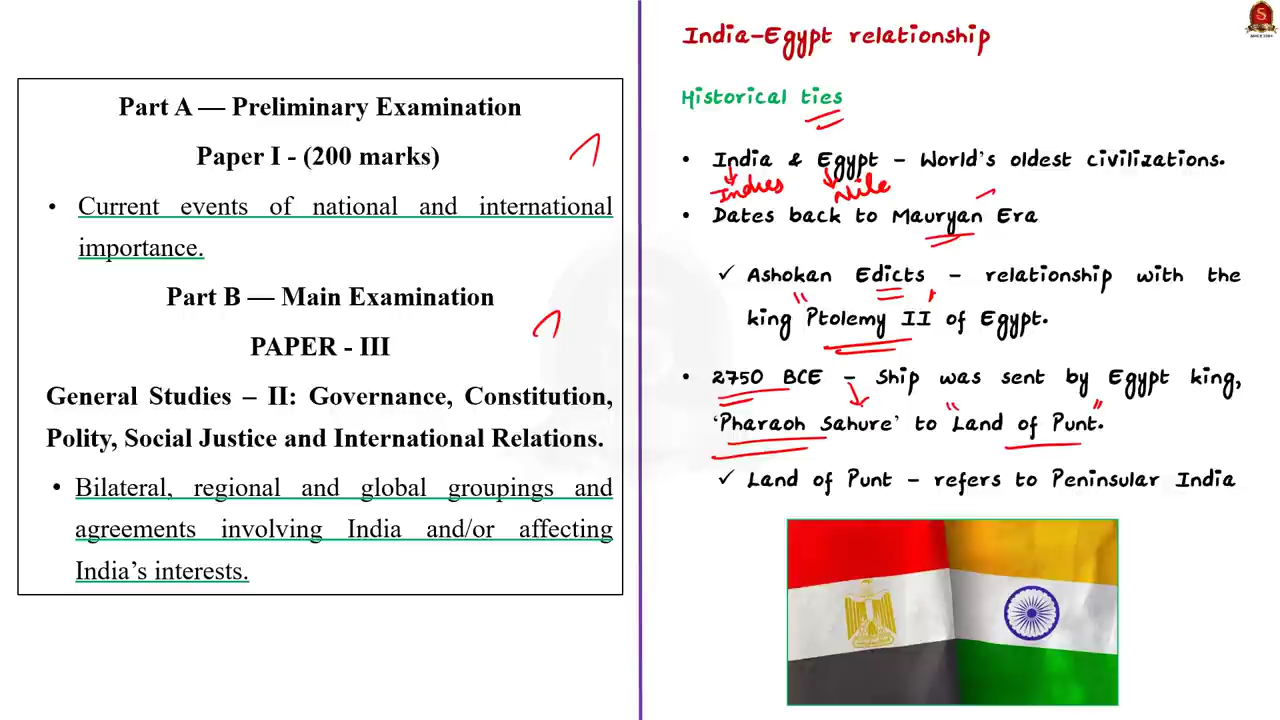 Part A — Preliminary Examination
Paper I - (200 marks)
• Current events of national and international
importance.
Part B — Main Examination
PAPER - III
General Studies – II: Governance, Constitution,
Polity, Social Justice and International Relations.
• Bilateral, regional and global groupings and
agreements involving India and/or affecting
India's interests.
India-Egypt relationship
Historical ties
• India & Egypt – World's oldest civilizations.
Indies Nile
• Dates back to Mauryan Era
✓ Ashokan Edicts – relationship with the
king "Ptolemy II" of Egypt.
• 2750 BCE – Ship was sent by Egypt king,
'Pharaoh Sahure' to "Land of Punt".
✓ Land of Punt – refers to Peninsular India
S
SINCE 2004